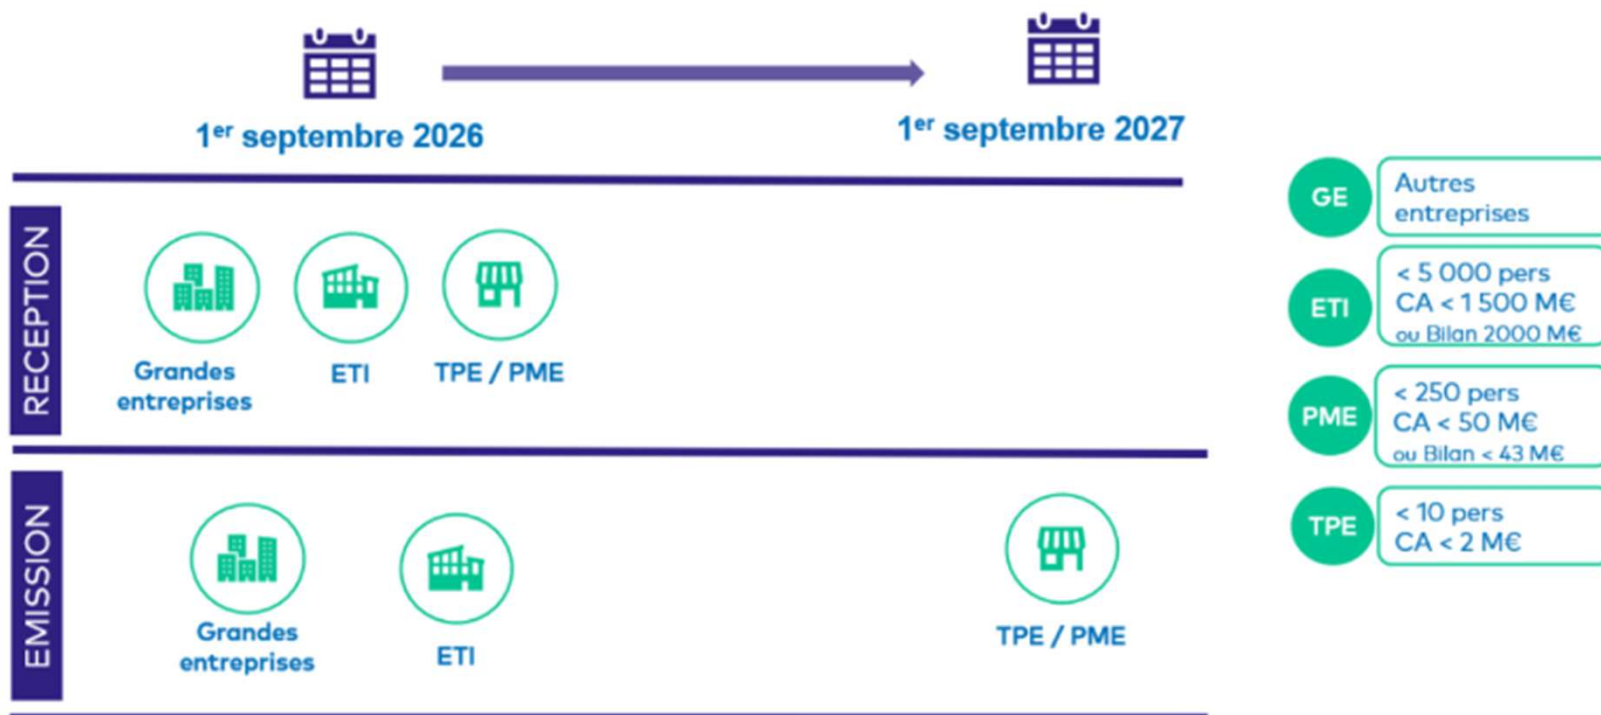 1er septembre 2026
1er septembre 2027
RECEPTION
Grandes
entreprises
ETI
TPE / PME
EMISSION
Grandes
entreprises
ETI
TPE / PME
GE
Autres
entreprises
ETI
< 5 000 pers
CA < 1 500 M€
ou Bilan 2000 M€
PME
< 250 pers
CA < 50 M€
ou Bilan < 43 M€
TPE
< 10 pers
CA < 2 M€